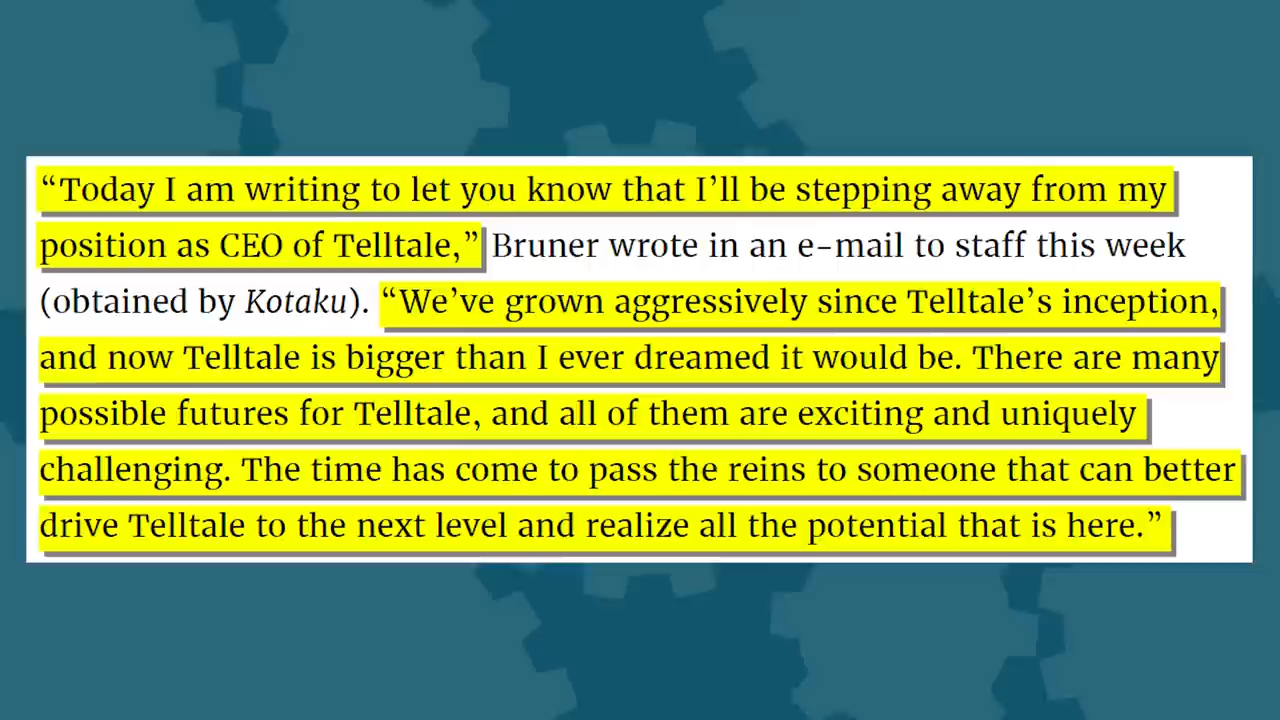 “Today I am writing to let you know that I’ll be stepping away from my
position as CEO of Telltale,” Bruner wrote in an e-mail to staff this week
(obtained by Kotaku). “We’ve grown aggressively since Telltale’s inception,
and now Telltale is bigger than I ever dreamed it would be. There are many
possible futures for Telltale, and all of them are exciting and uniquely
challenging. The time has come to pass the reins to someone that can better
drive Telltale to the next level and realize all the potential that is here.”